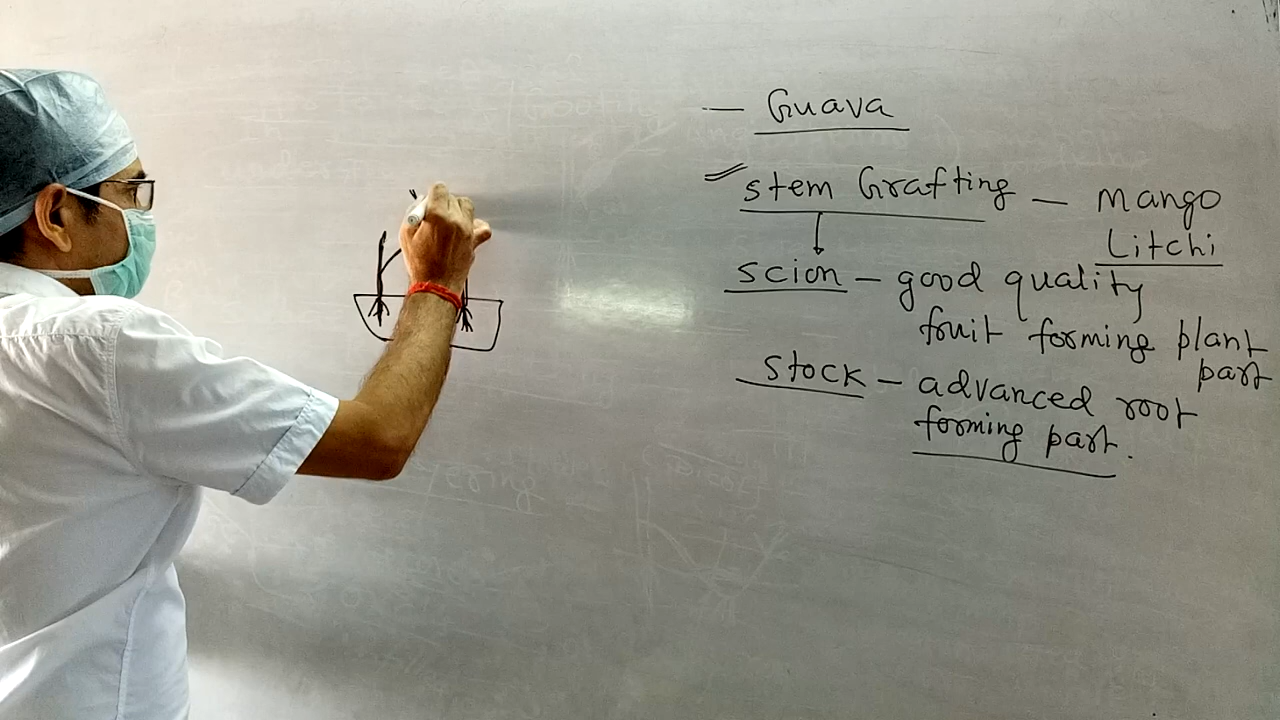 — Guava
stem Grafting — Mango
Litchi
scion — good quality
fruit forming plant
part
stock — advanced root
forming part.